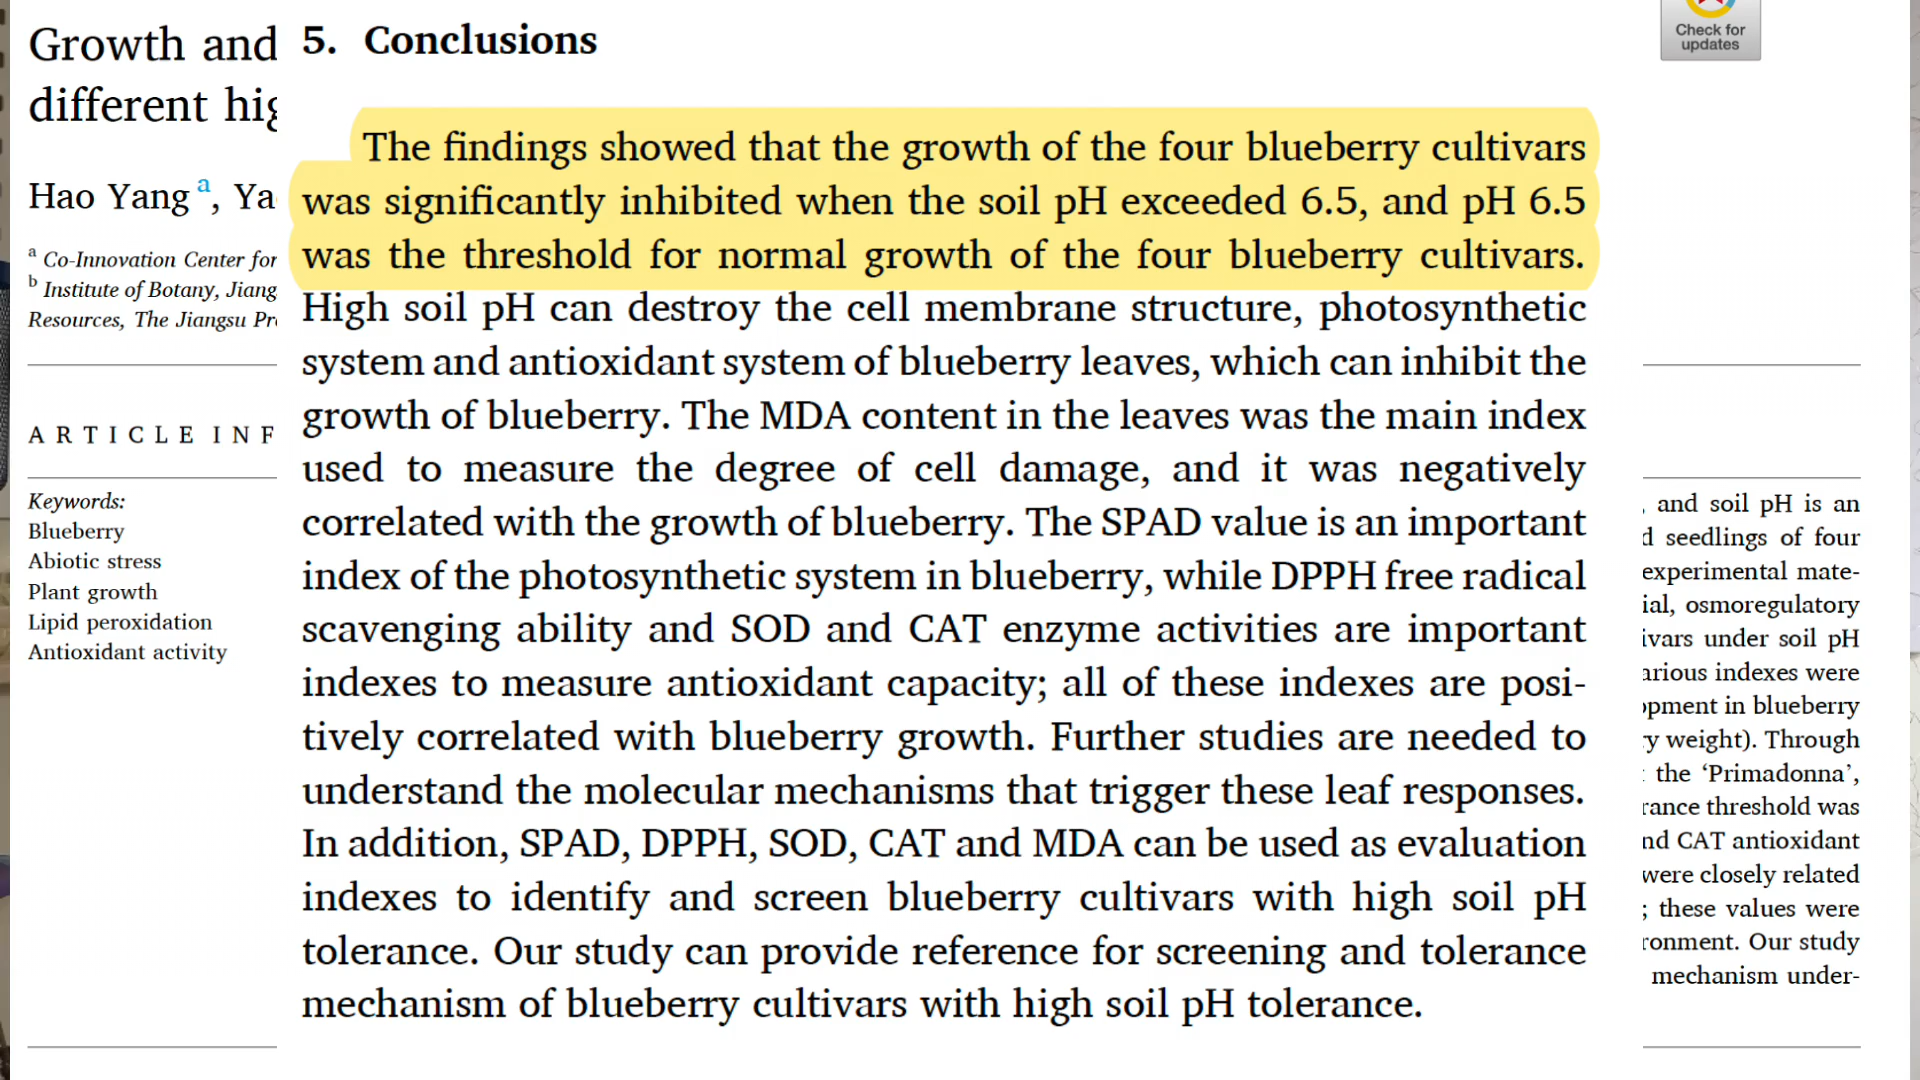 Growth and
different hig
Hao Yang a, Ya
a Co-Innovation Center for
b Institute of Botany, Jiang
Resources, The Jiangsu Pr
ARTICLE INF
Keywords:
Blueberry
Abiotic stress
Plant growth
Lipid peroxidation
Antioxidant activity
5. Conclusions
The findings showed that the growth of the four blueberry cultivars
was significantly inhibited when the soil pH exceeded 6.5, and pH 6.5
was the threshold for normal growth of the four blueberry cultivars.
High soil pH can destroy the cell membrane structure, photosynthetic
system and antioxidant system of blueberry leaves, which can inhibit the
growth of blueberry. The MDA content in the leaves was the main index
used to measure the degree of cell damage, and it was negatively
correlated with the growth of blueberry. The SPAD value is an important
index of the photosynthetic system in blueberry, while DPPH free radical
scavenging ability and SOD and CAT enzyme activities are important
indexes to measure antioxidant capacity; all of these indexes are posi-
tively correlated with blueberry growth. Further studies are needed to
understand the molecular mechanisms that trigger these leaf responses.
In addition, SPAD, DPPH, SOD, CAT and MDA can be used as evaluation
indexes to identify and screen blueberry cultivars with high soil pH
tolerance. Our study can provide reference for screening and tolerance
mechanism of blueberry cultivars with high soil pH tolerance.
Check for
updates
, and soil pH is an
d seedlings of four
experimental mate-
ial, osmoregulatory
ivars under soil pH
arious indexes were
opment in blueberry
ry weight). Through
the ‘Primadonna’,
rance threshold was
nd CAT antioxidant
were closely related
; these values were
ronment. Our study
mechanism under-